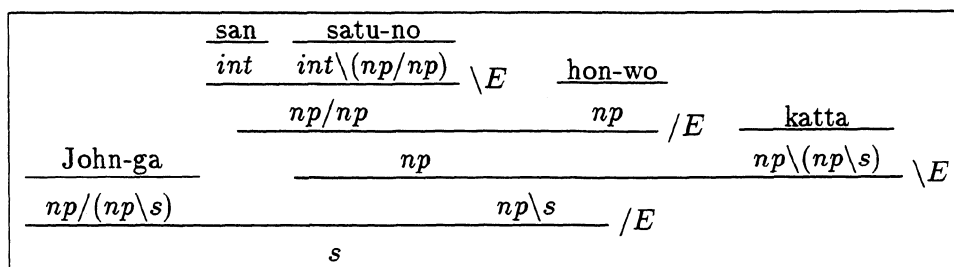 san satu-no
int int\(np/np) \E hon-wo
np/np np /E katta
John-ga np np\(np\s) \E
np/(np\s) np\s /E
s